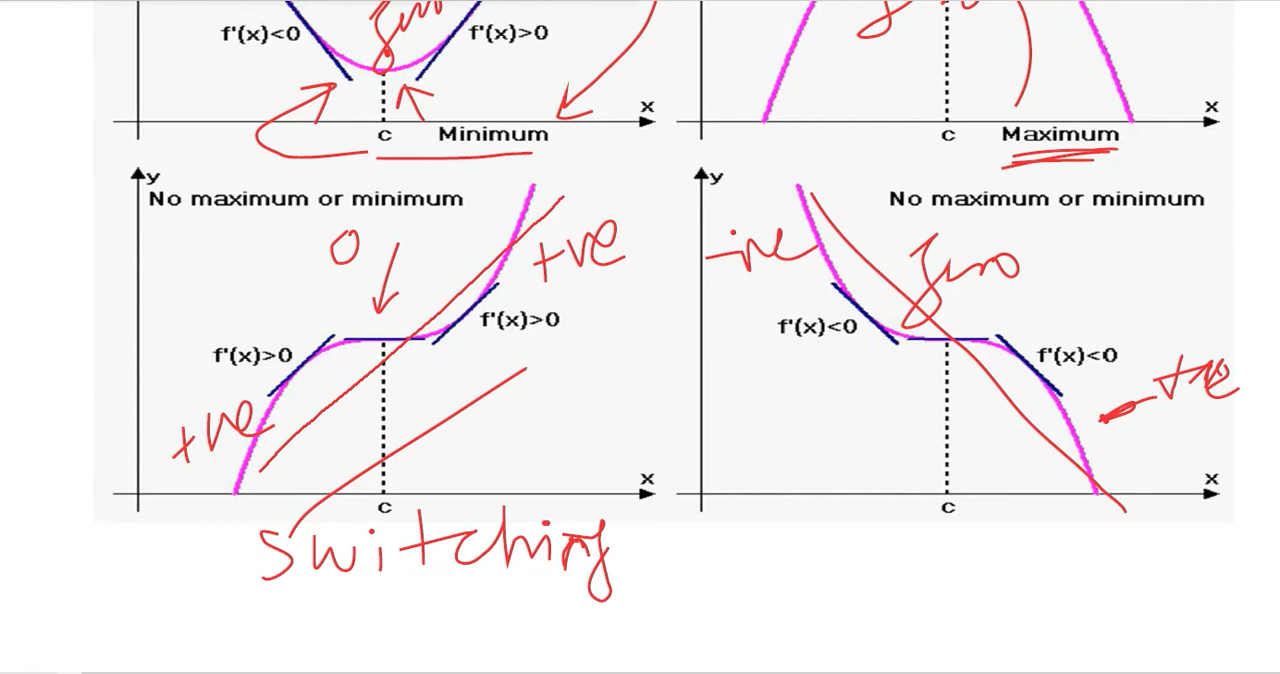 f'(x)<0
zero
f'(x)>0
x
x
c
Minimum
c
Maximum
y
No maximum or minimum
y
No maximum or minimum
0
+ve
-ve
zero
f'(x)>0
f'(x)<0
f'(x)>0
f'(x)<0
+ve
x
x
c
c
switching